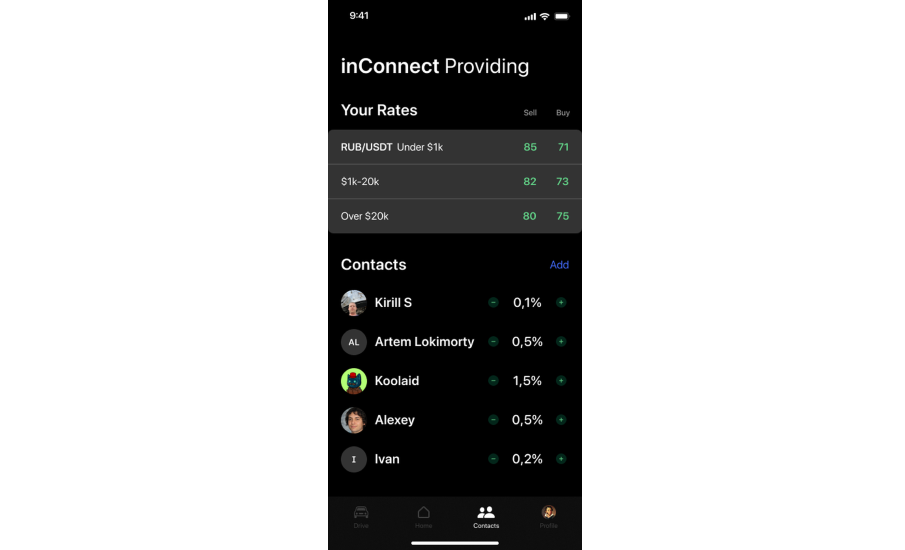 9:41
inConnect Providing
Your Rates Sell Buy
RUB/USDT Under $1k 85 71
$1k-20k 82 73
Over $20k 80 75
Contacts Add
Kirill S − 0,1% +
AL Artem Lokimorty − 0,5% +
Koolaid − 1,5% +
Alexey − 0,5% +
I Ivan − 0,2% +
Drive Home Contacts Profile